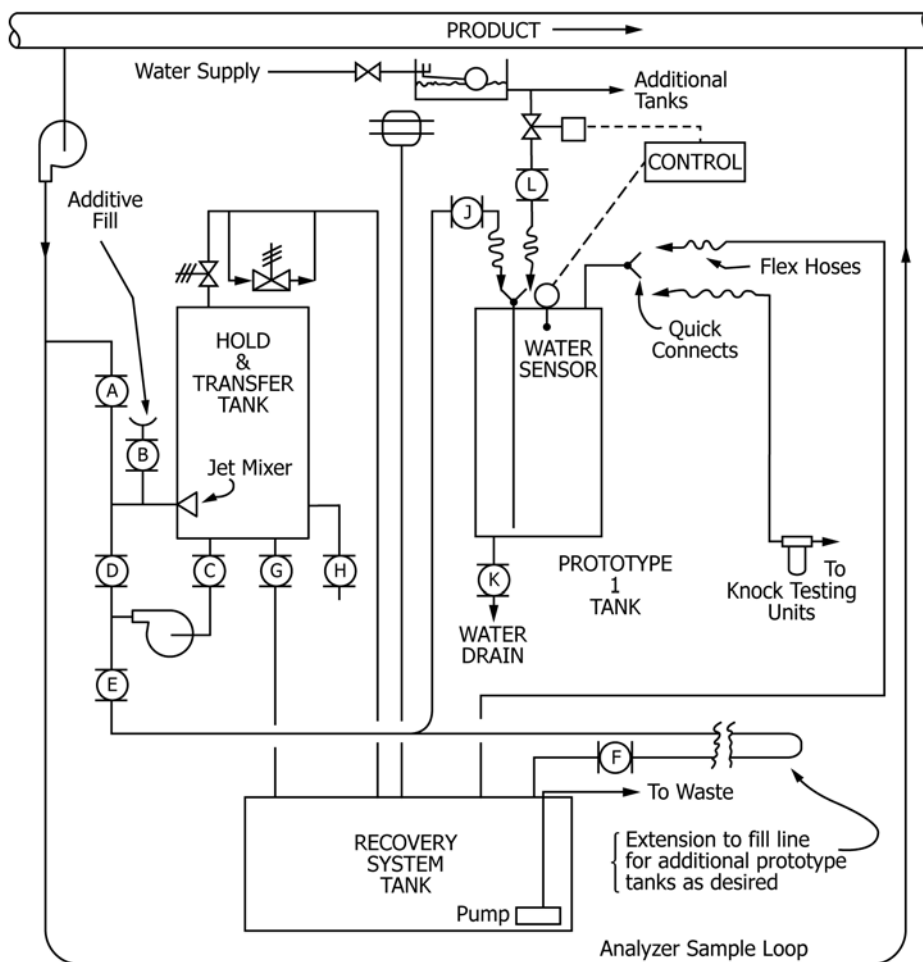 PRODUCT
Water Supply
Additional
Tanks
CONTROL
L
J
Additive
Fill
Flex Hoses
HOLD
&
TRANSFER
TANK
WATER
SENSOR
Quick
Connects
A
B
Jet Mixer
D
C
G
H
K
PROTOTYPE
1
TANK
To
Knock Testing
Units
WATER
DRAIN
E
F
To Waste
RECOVERY
SYSTEM
TANK
Extension to fill line
for additional prototype
tanks as desired
Pump
Analyzer Sample Loop